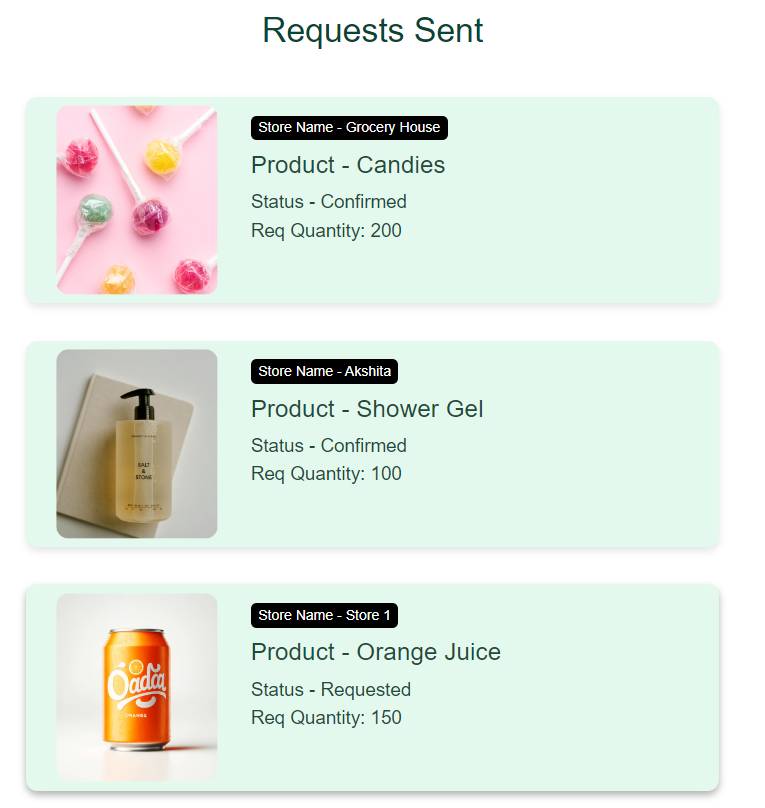 Requests Sent
Store Name - Grocery House
Product - Candies
Status - Confirmed
Req Quantity: 200
Store Name - Akshita
Product - Shower Gel
Status - Confirmed
Req Quantity: 100
SALT
&
STONE
Store Name - Store 1
Product - Orange Juice
Status - Requested
Req Quantity: 150